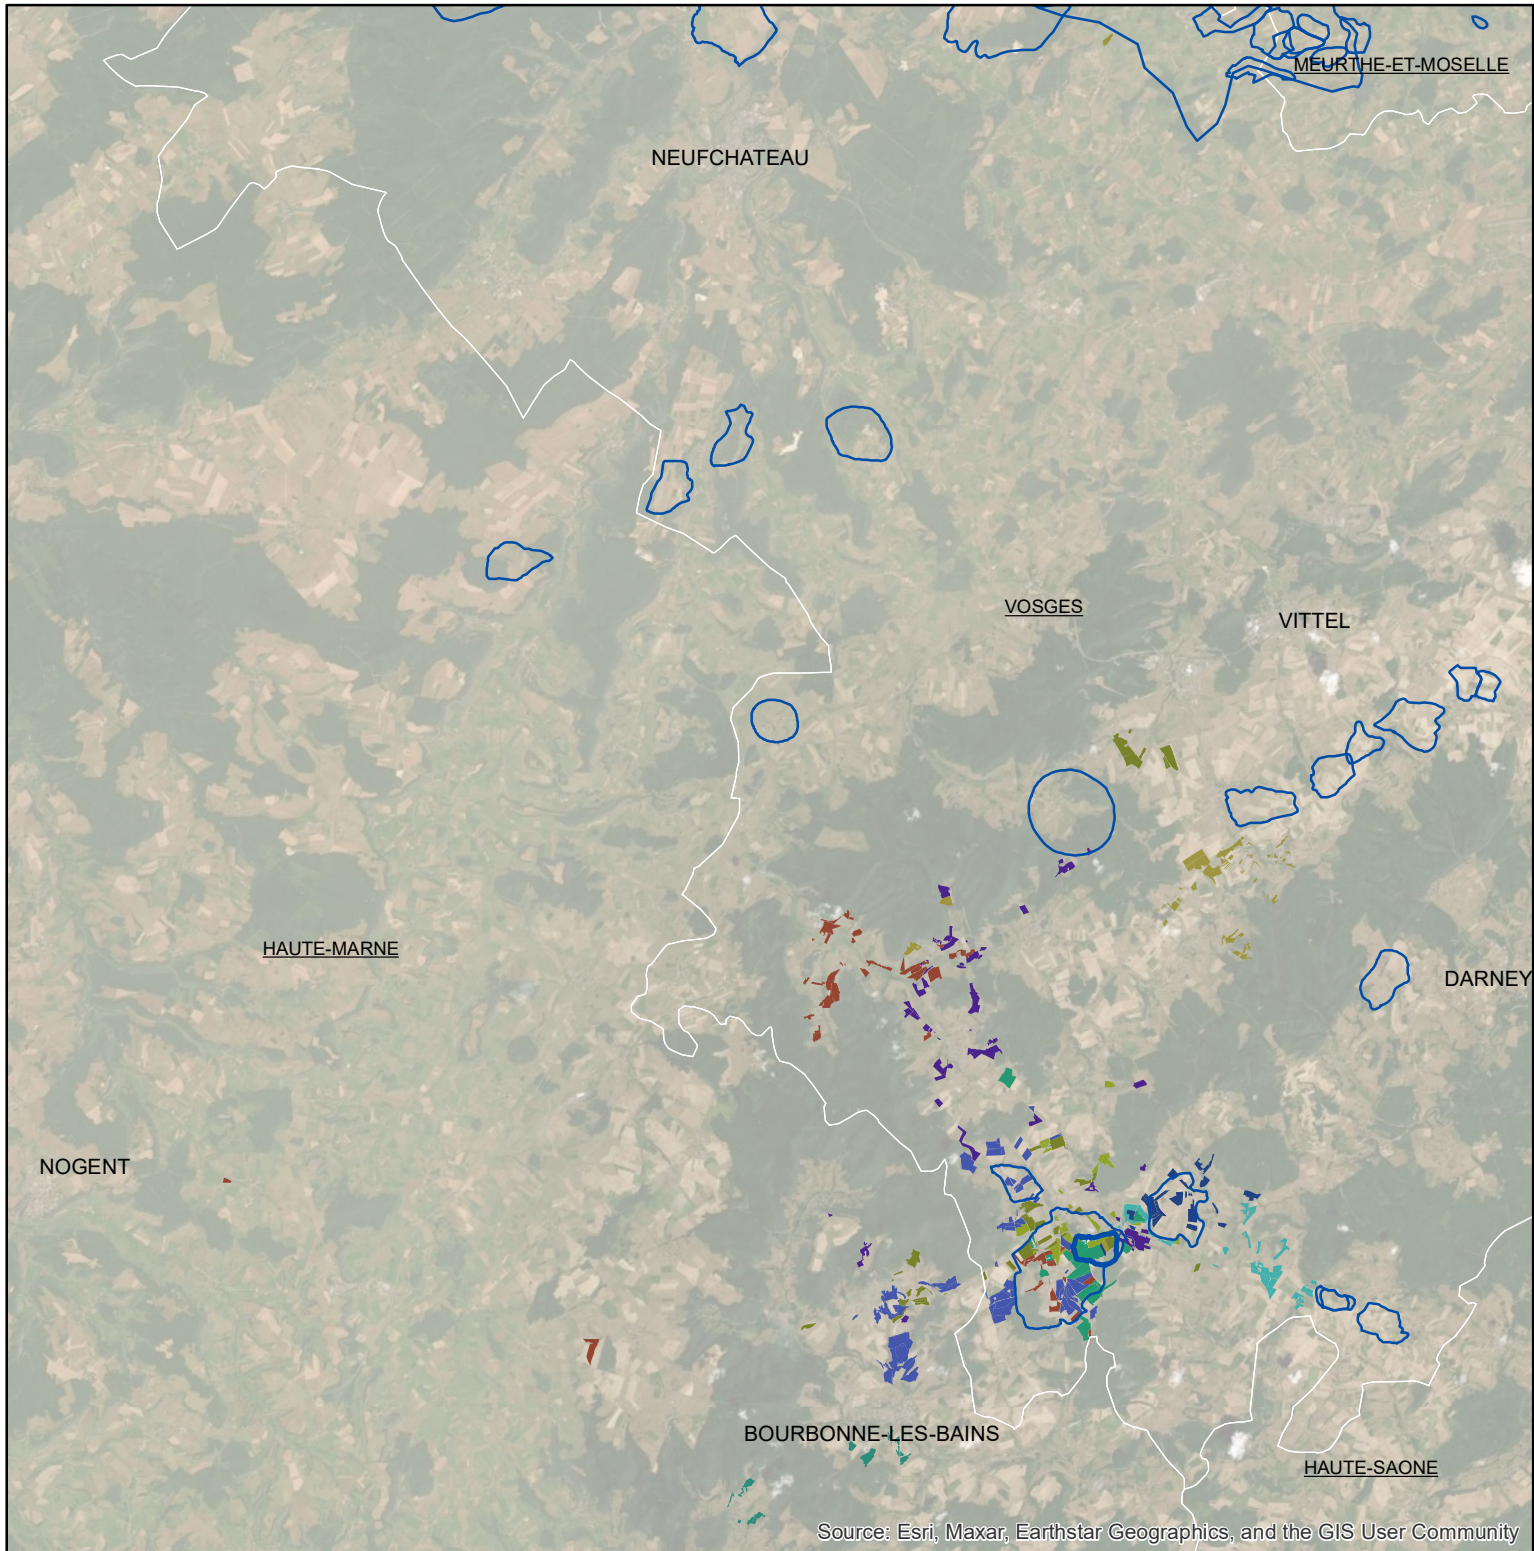 MEURTHE-ET-MOSELLE
NEUFCHATEAU
VOSGES
VITTEL
HAUTE-MARNE
DARNEY
NOGENT
BOURBONNE-LES-BAINS
HAUTE-SAONE
Source: Esri, Maxar, Earthstar Geographics, and the GIS User Community